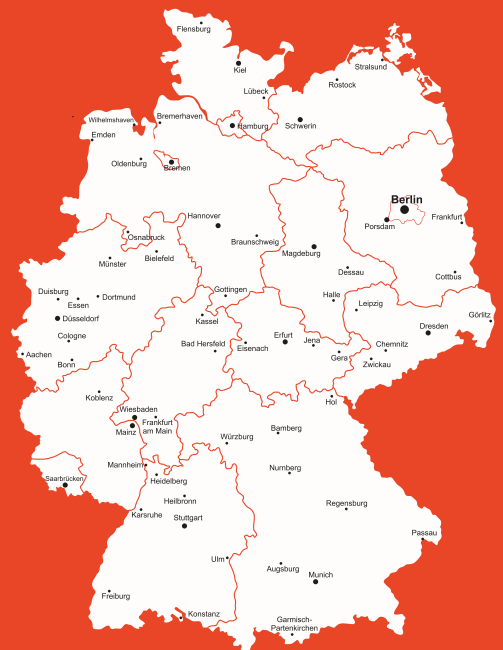 Flensburg
Kiel
Stralsund
Rostock
Lübeck
Wilhelmshaven
Bremerhaven
Hamburg
Schwerin
Emden
Oldenburg
Bremen
Berlin
Hannover
Porsdam
Frankfurt
Osnabruck
Braunschweig
Magdeburg
Münster
Bielefeld
Dessau
Cottbus
Duisburg
Essen
Dortmund
Gottingen
Halle
Leipzig
Düsseldorf
Kassel
Görlitz
Dresden
Cologne
Bad Hersfeld
Eisenach
Erfurt
Jena
Chemnitz
Aachen
Bonn
Gera
Zwickau
Koblenz
Hol
Wiesbaden
Frankfurt
am Main
Mainz
Bamberg
Würzburg
Mannheim
Nurnberg
Saarbrücken
Heidelberg
Heilbronn
Regensburg
Karsruhe
Stuttgart
Passau
Ulm
Augsburg
Munich
Freiburg
Konstanz
Garmisch-
Partenkirchen